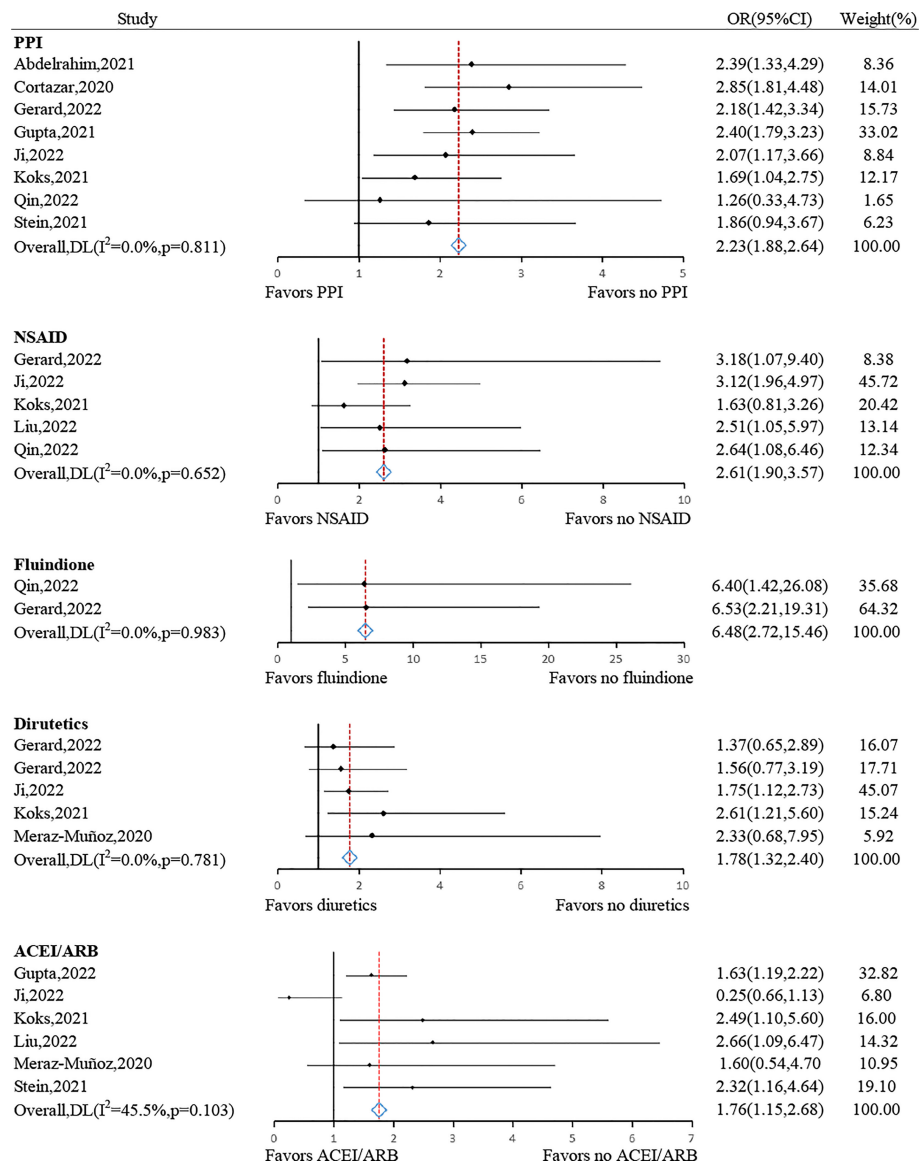 Study OR(95%CI) Weight(%)
PPI
Abdelrahim,2021 2.39(1.33,4.29) 8.36
Cortazar,2020 2.85(1.81,4.48) 14.01
Gerard,2022 2.18(1.42,3.34) 15.73
Gupta,2021 2.40(1.79,3.23) 33.02
Ji,2022 2.07(1.17,3.66) 8.84
Koks,2021 1.69(1.04,2.75) 12.17
Qin,2022 1.26(0.33,4.73) 1.65
Stein,2021 1.86(0.94,3.67) 6.23
Overall,DL(I²=0.0%,p=0.811) 2.23(1.88,2.64) 100.00
0 1 2 3 4 5
Favors PPI Favors no PPI
NSAID
Gerard,2022 3.18(1.07,9.40) 8.38
Ji,2022 3.12(1.96,4.97) 45.72
Koks,2021 1.63(0.81,3.26) 20.42
Liu,2022 2.51(1.05,5.97) 13.14
Qin,2022 2.64(1.08,6.46) 12.34
Overall,DL(I²=0.0%,p=0.652) 2.61(1.90,3.57) 100.00
0 2 4 6 8 10
Favors NSAID Favors no NSAID
Fluindione
Qin,2022 6.40(1.42,26.08) 35.68
Gerard,2022 6.53(2.21,19.31) 64.32
Overall,DL(I²=0.0%,p=0.983) 6.48(2.72,15.46) 100.00
0 5 10 15 20 25 30
Favors fluindione Favors no fluindione
Dirutetics
Gerard,2022 1.37(0.65,2.89) 16.07
Gerard,2022 1.56(0.77,3.19) 17.71
Ji,2022 1.75(1.12,2.73) 45.07
Koks,2021 2.61(1.21,5.60) 15.24
Meraz-Muñoz,2020 2.33(0.68,7.95) 5.92
Overall,DL(I²=0.0%,p=0.781) 1.78(1.32,2.40) 100.00
0 2 4 6 8 10
Favors diuretics Favors no diuretics
ACEI/ARB
Gupta,2022 1.63(1.19,2.22) 32.82
Ji,2022 0.25(0.66,1.13) 6.80
Koks,2021 2.49(1.10,5.60) 16.00
Liu,2022 2.66(1.09,6.47) 14.32
Meraz-Muñoz,2020 1.60(0.54,4.70 10.95
Stein,2021 2.32(1.16,4.64) 19.10
Overall,DL(I²=45.5%,p=0.103) 1.76(1.15,2.68) 100.00
0 1 2 3 4 5 6 7
Favors ACEI/ARB Favors no ACEI/ARB